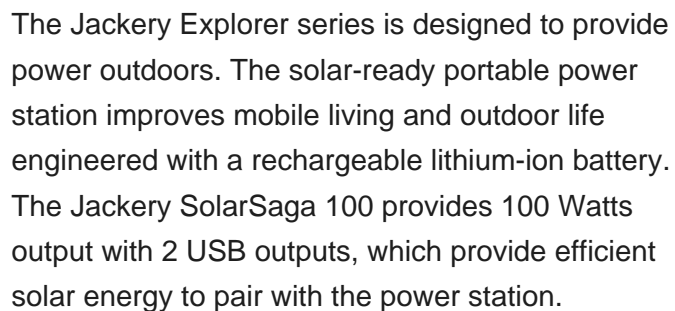 The Jackery Explorer series is designed to provide
power outdoors. The solar-ready portable power
station improves mobile living and outdoor life
engineered with a rechargeable lithium-ion battery.
The Jackery SolarSaga 100 provides 100 Watts
output with 2 USB outputs, which provide efficient
solar energy to pair with the power station.